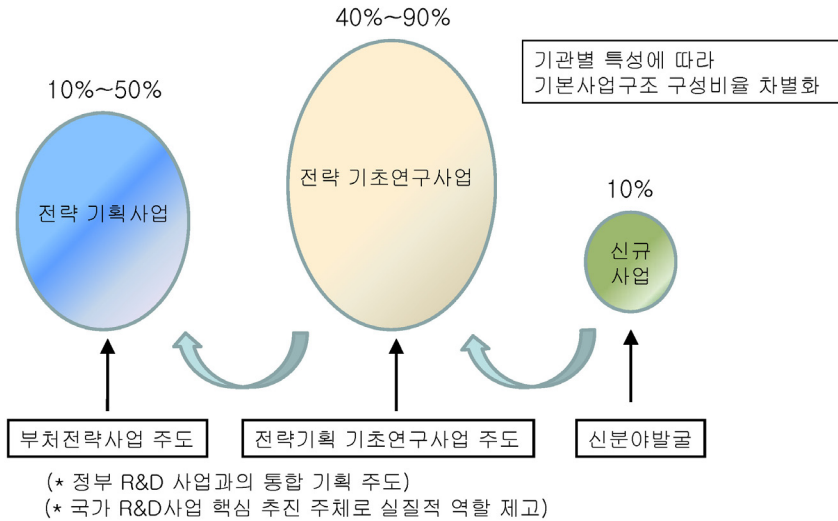 40%~90%
기관별 특성에 따라
기본사업구조 구성비율 차별화
10%~50%
전략 기초연구사업
10%
전략 기획사업
신규
사업
부처전략사업 주도
전략기획 기초연구사업 주도
신분야발굴
(* 정부 R&D 사업과의 통합 기획 주도)
(* 국가 R&D사업 핵심 추진 주체로 실질적 역할 제고)